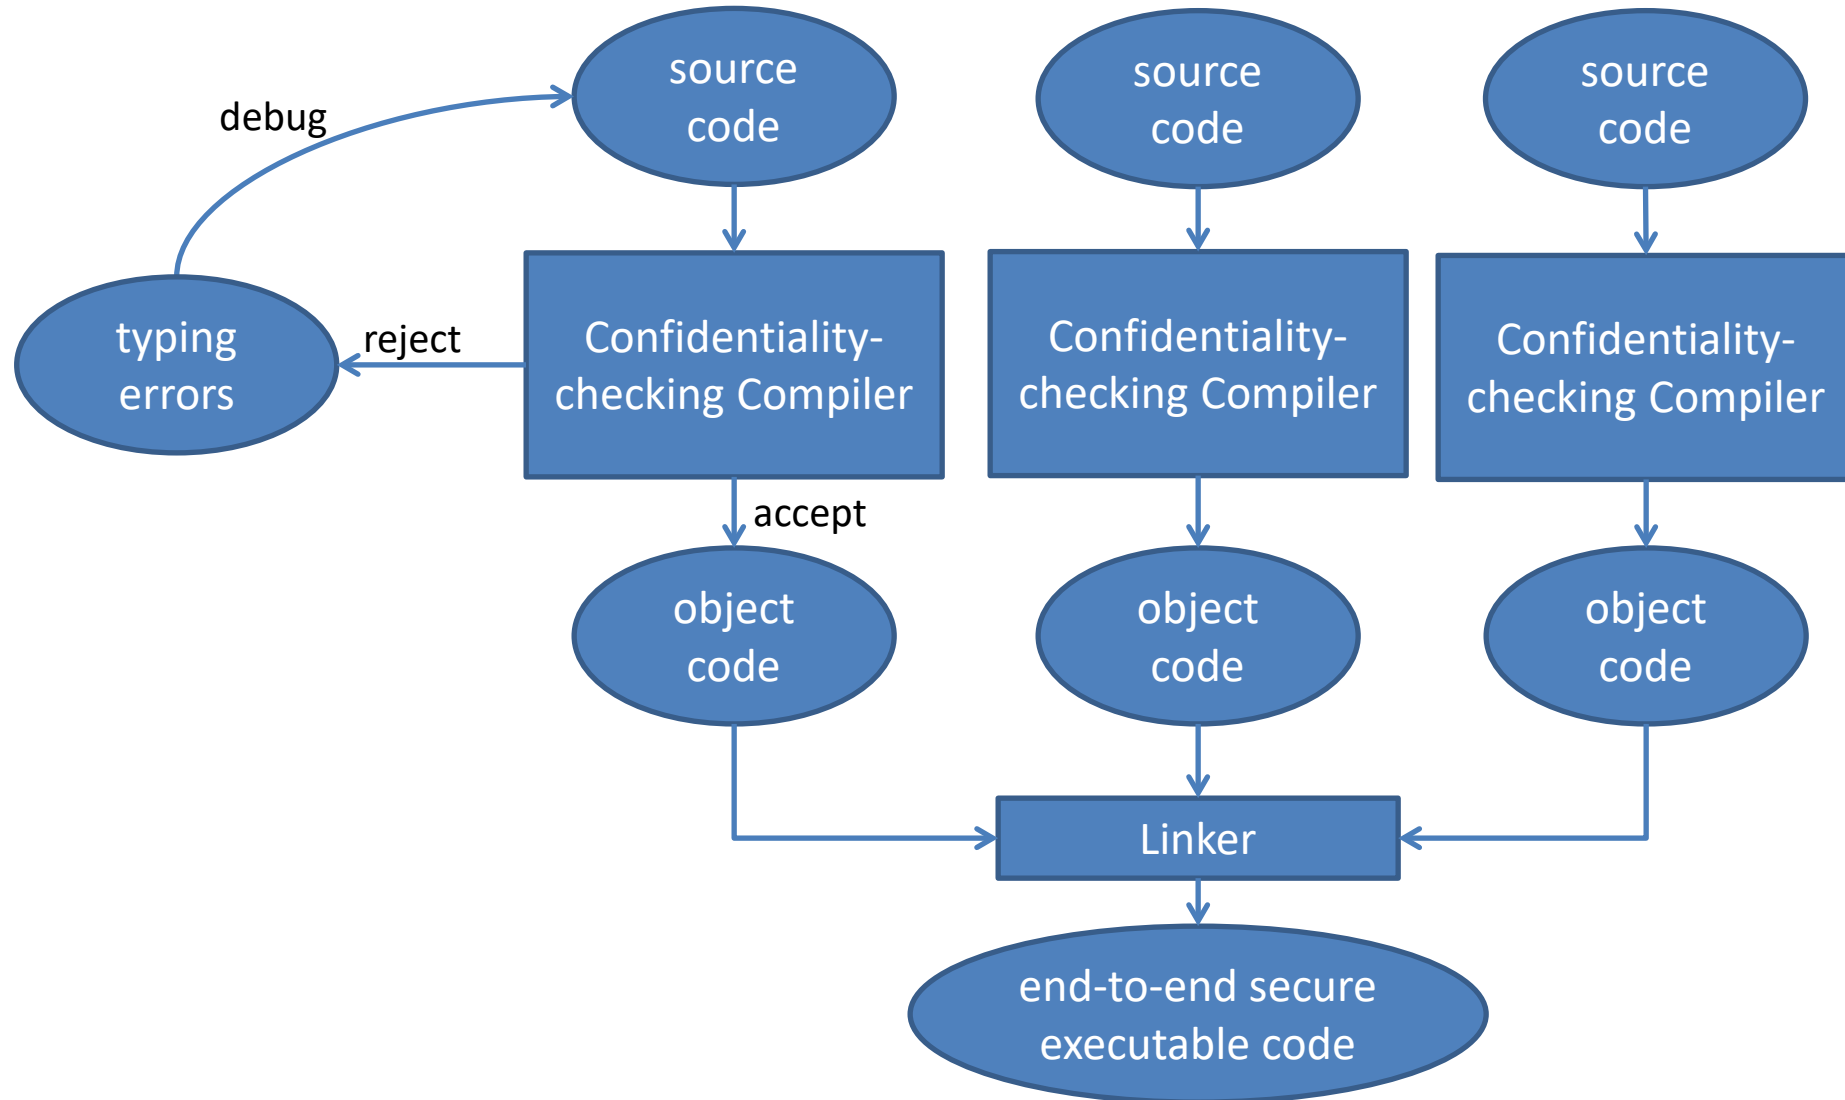 source
code
source
code
source
code
debug
typing
errors
reject
Confidentiality-
checking Compiler
Confidentiality-
checking Compiler
Confidentiality-
checking Compiler
accept
object
code
object
code
object
code
Linker
end-to-end secure
executable code